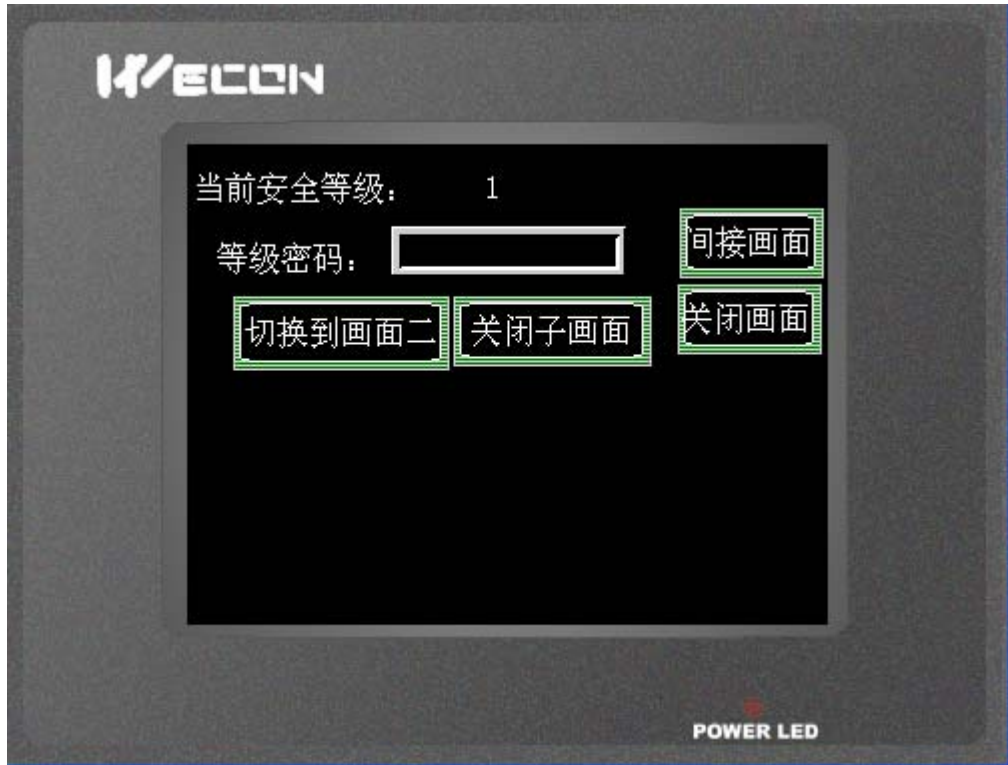 WECON
当前安全等级： 1
等级密码：
间接画面
切换到画面二
关闭子画面
关闭画面
POWER LED